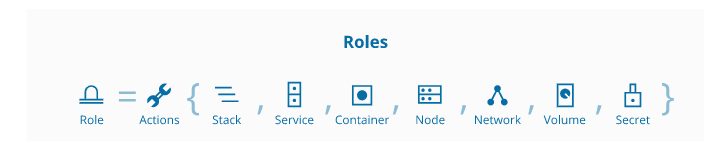 Roles
= { , , , , , , }
Role Actions Stack Service Container Node Network Volume Secret